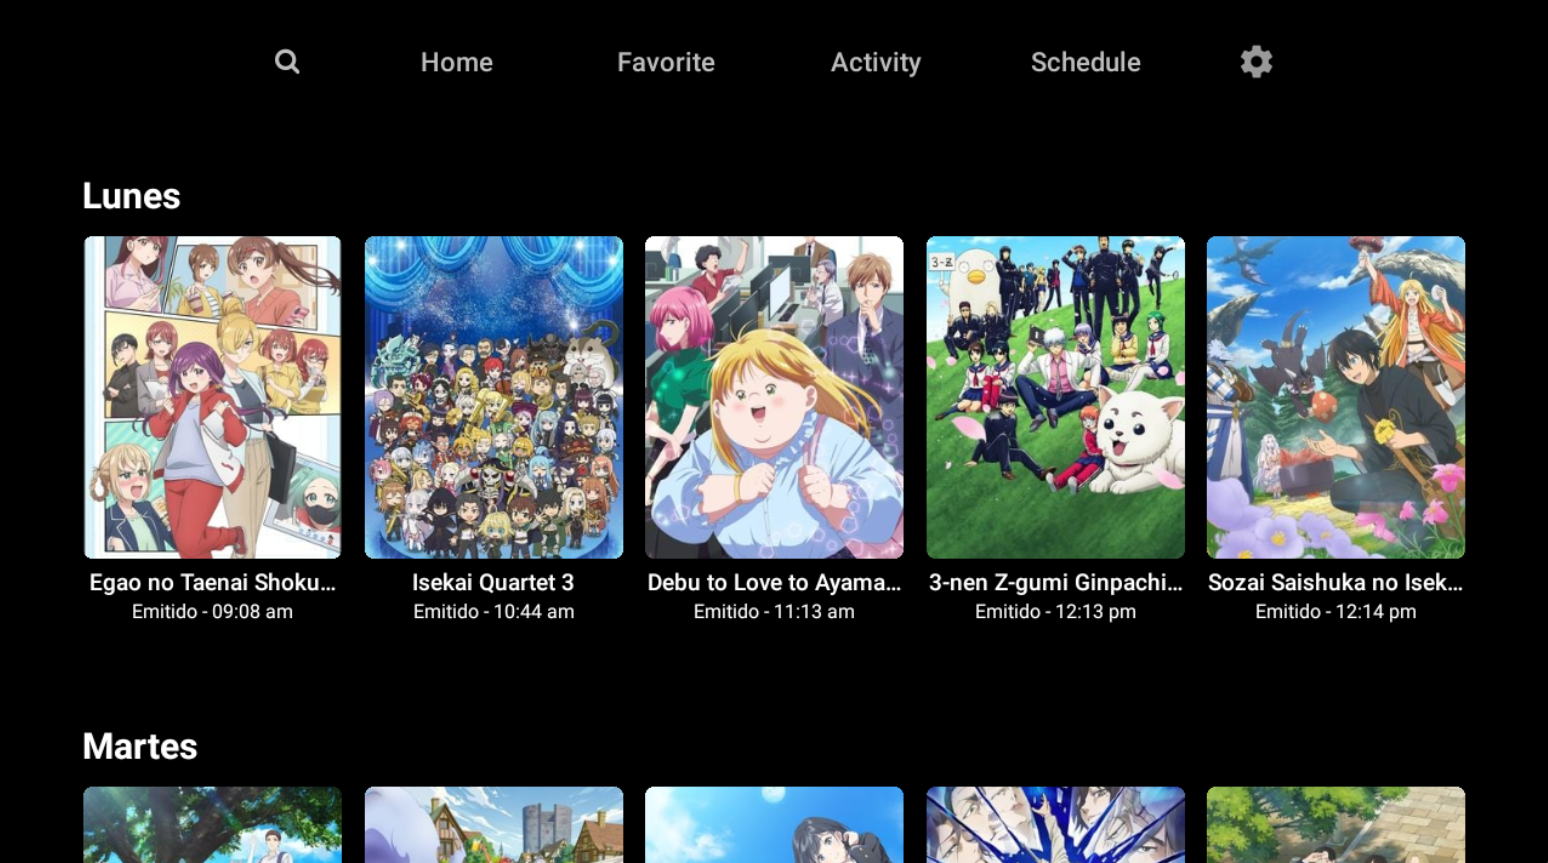 Home Favorite Activity Schedule
Lunes
3-Z
Egao no Taenai Shoku...
Emitido - 09:08 am
Isekai Quartet 3
Emitido - 10:44 am
Debu to Love to Ayama...
Emitido - 11:13 am
3-nen Z-gumi Ginpachi...
Emitido - 12:13 pm
Sozai Saishuka no Isek...
Emitido - 12:14 pm
Martes